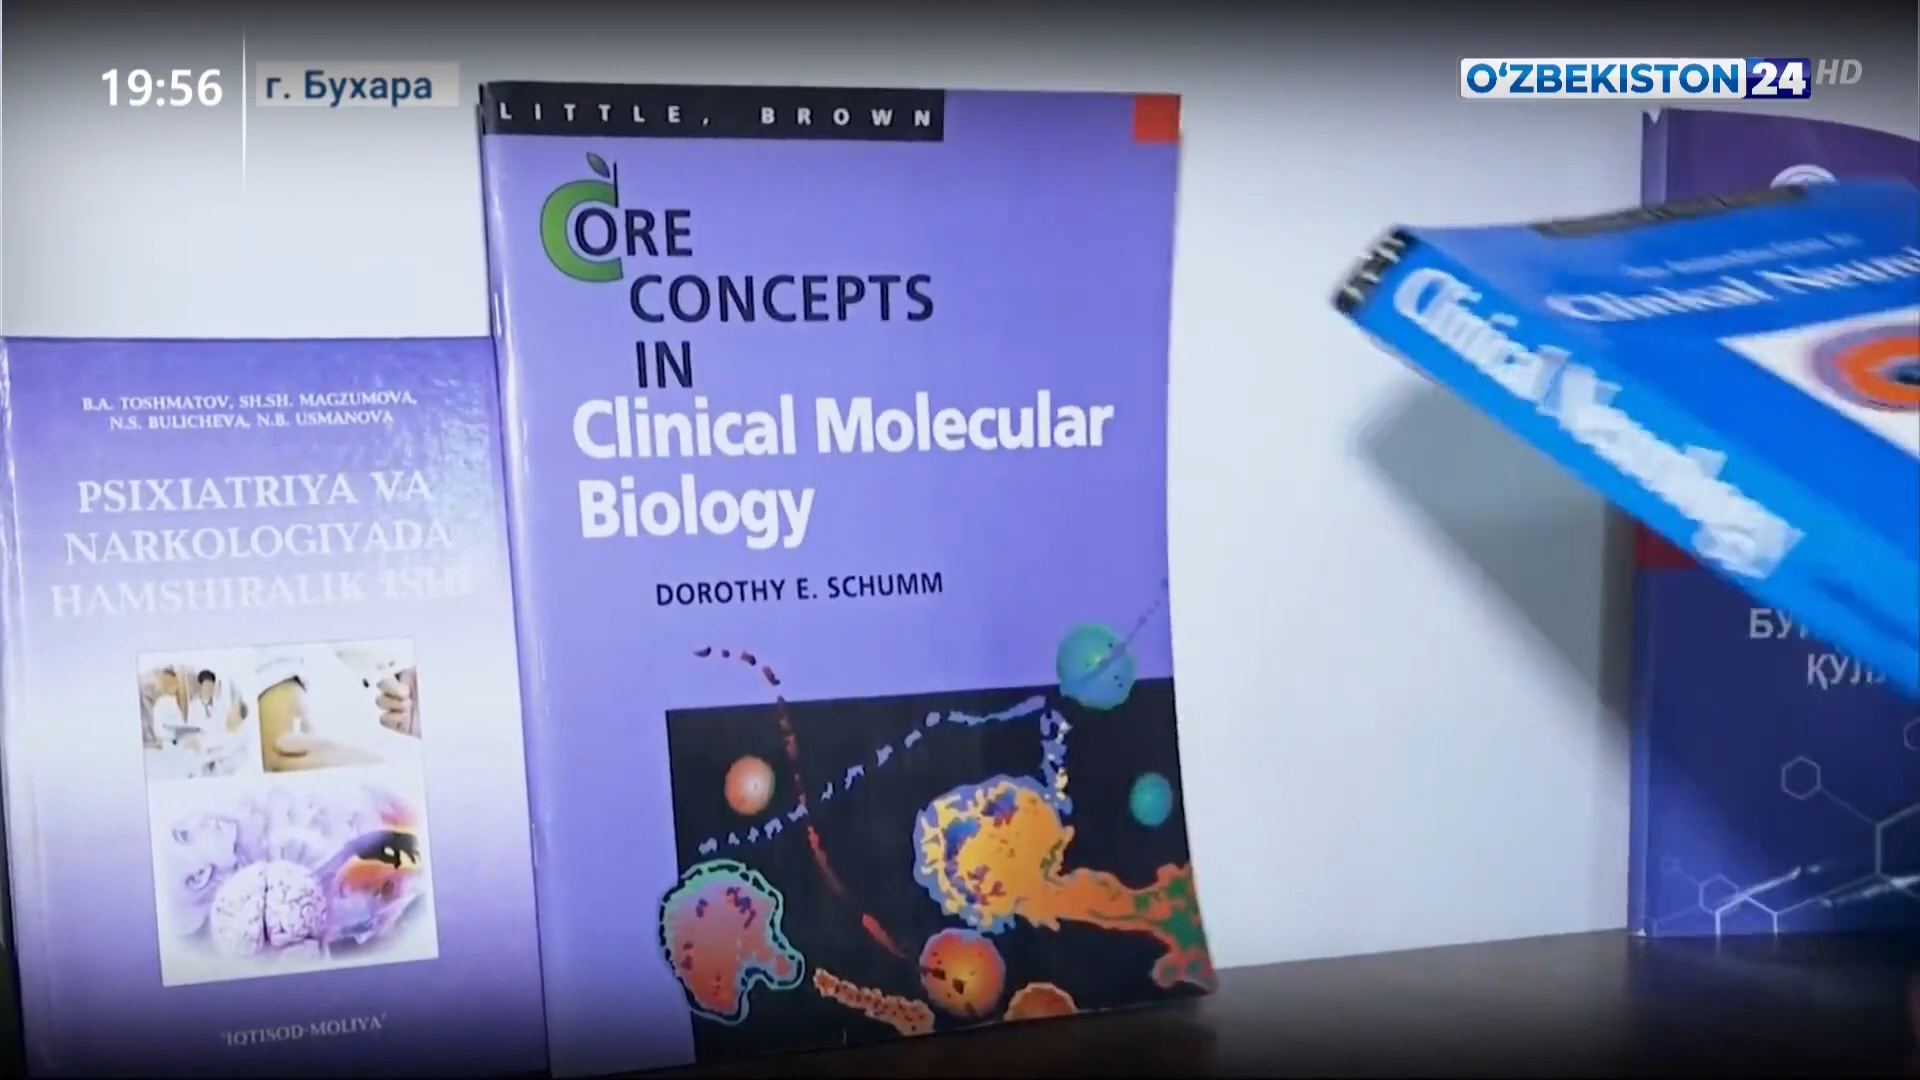 19:56
г. Бухара
O‘ZBEKISTON 24 HD
LITTLE, BROWN
CORE
CONCEPTS
IN
Clinical Molecular
Biology
DOROTHY E. SCHUMM
B.A. TOSHMATOV, SH.SH. MAGZUMOVA,
N.S. BULICHEVA, N.B. USMANOVA
PSIXIATRIYA VA
NARKOLOGIYADA
HAMSHIRALIK ISHI
"IQTISOD-MOLIYA"
Clinical
Clinical